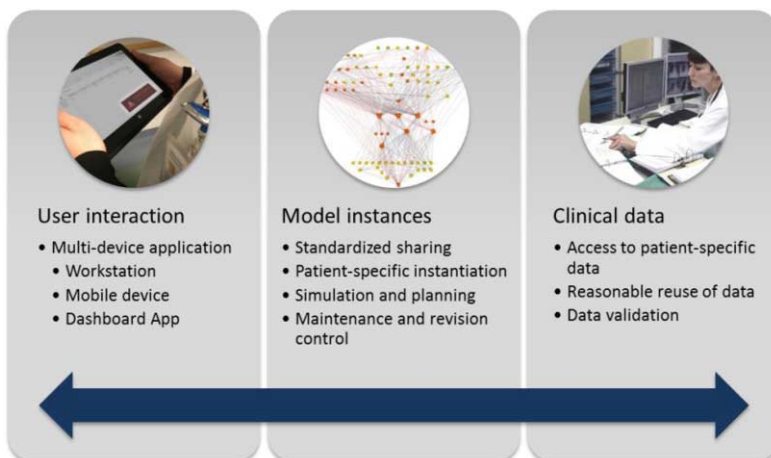 User interaction
• Multi-device application
• Workstation
• Mobile device
• Dashboard App
Model instances
• Standardized sharing
• Patient-specific instantiation
• Simulation and planning
• Maintenance and revision
control
Clinical data
• Access to patient-specific
data
• Reasonable reuse of data
• Data validation